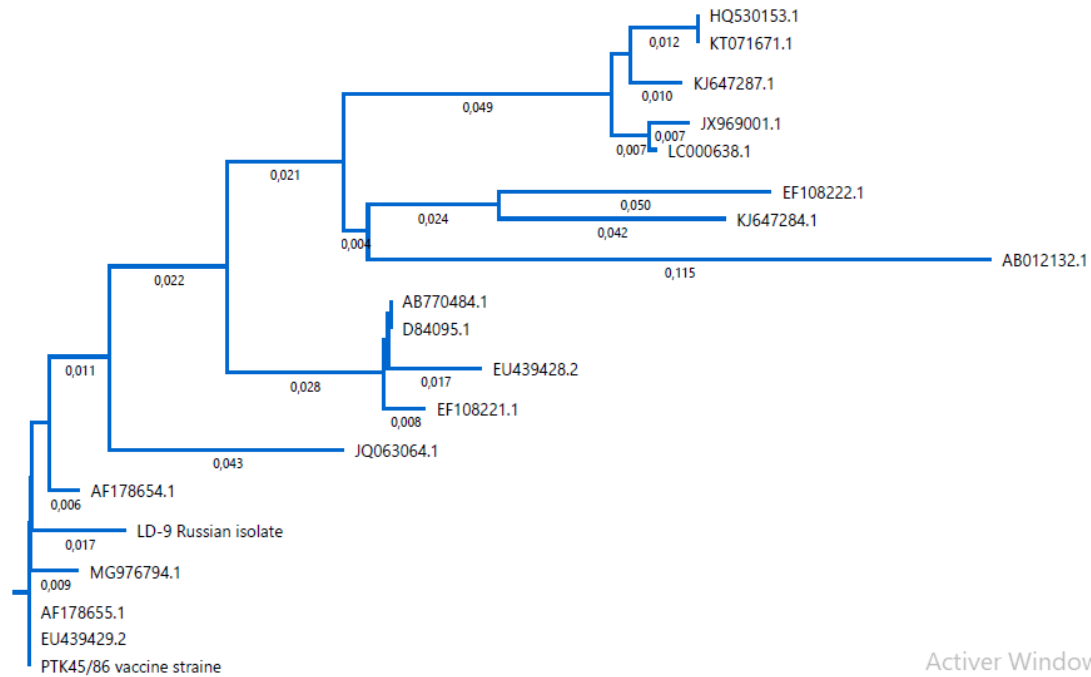 HQ530153.1
0,012
KT071671.1
KJ647287.1
0,010
0,049
JX969001.1
0,007
0,007
LC000638.1
0,021
EF108222.1
0,050
0,024
KJ647284.1
0,042
0,004
AB012132.1
0,115
0,022
AB770484.1
D84095.1
EU439428.2
0,017
0,011
0,028
EF108221.1
0,008
JQ063064.1
0,043
AF178654.1
0,006
LD-9 Russian isolate
0,017
MG976794.1
0,009
AF178655.1
EU439429.2
PTK45/86 vaccine straine
Activer Window